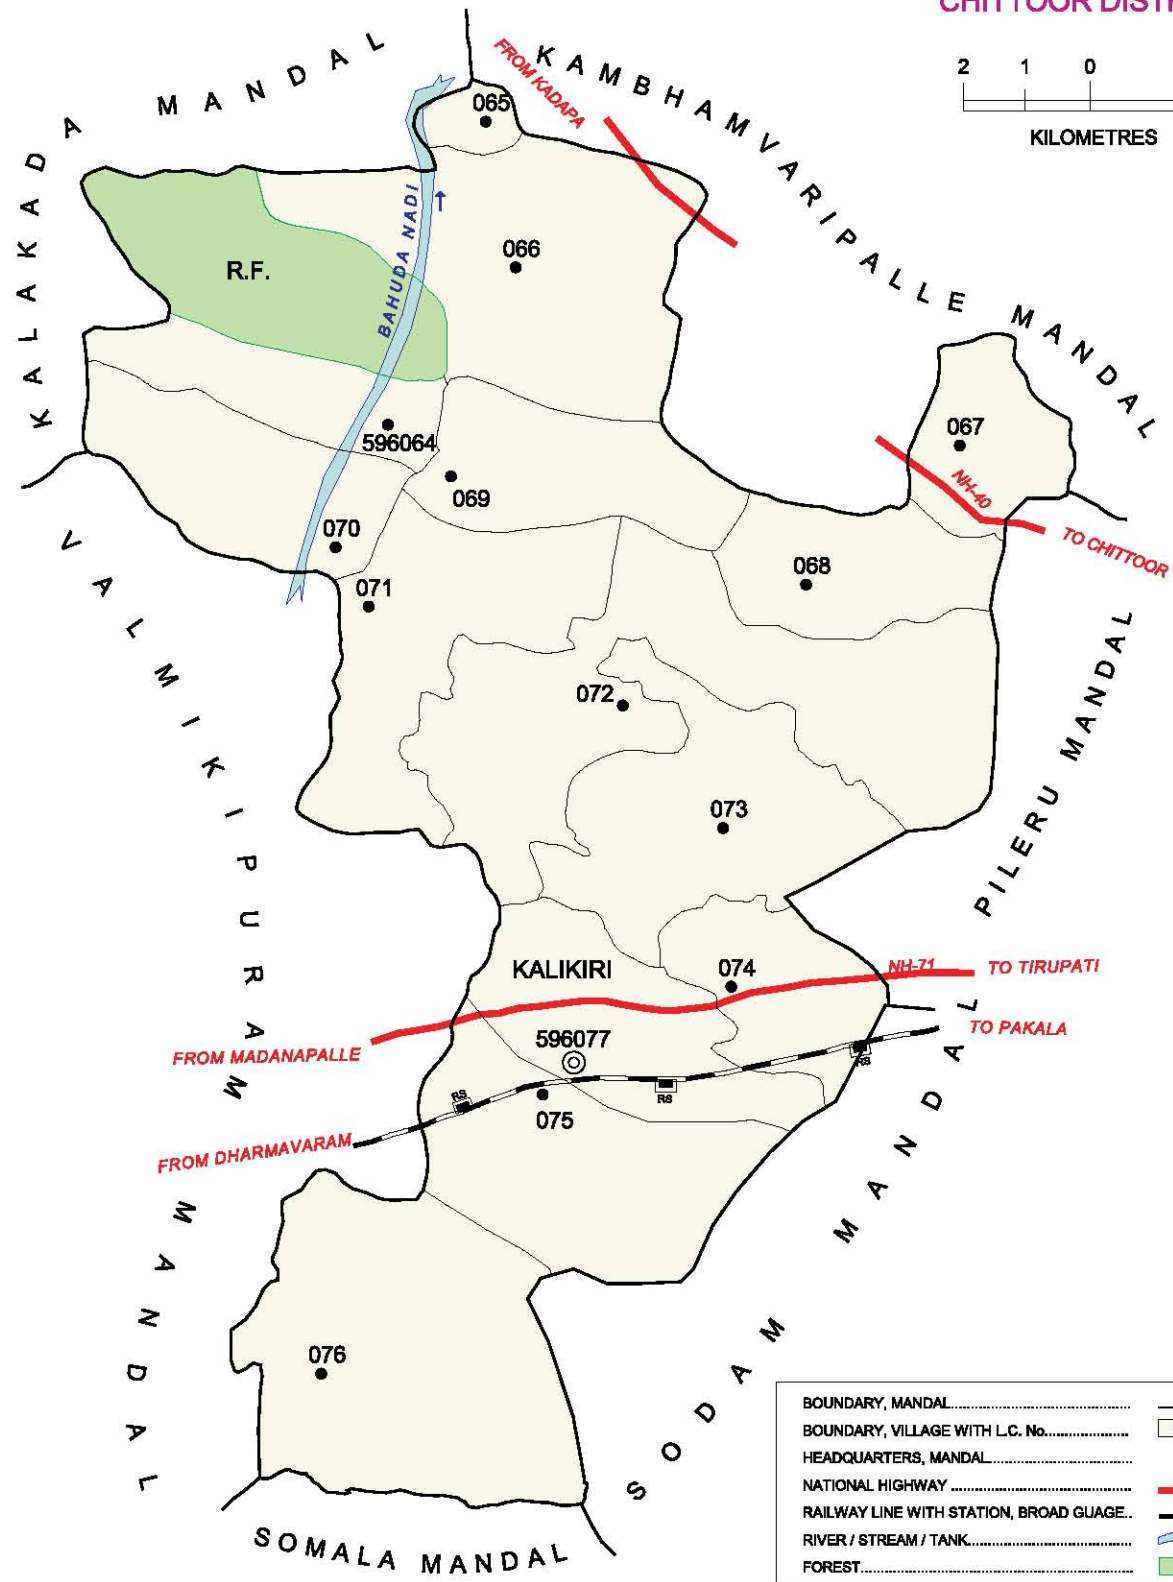 CHITTOOR DIST
2 1 0
KILOMETRES
KALAKADA MANDAL
KAMBHAMVARIPALLE MANDAL
FROM KADAPA
065
BAHUDA NADI
066
R.F.
067
596064
NH-40
069
TO CHITTOOR
070
068
071
VALMIKIPURAM MANDAL
072
PILERU MANDAL
073
KALIKIRI
074
NH-71
TO TIRUPATI
FROM MADANAPALLE
596077
TO PAKALA
RS
RS
RS
075
FROM DHARMAVARAM
SODAM MANDAL
076
SOMALA MANDAL
BOUNDARY, MANDAL
BOUNDARY, VILLAGE WITH L.C. No.
HEADQUARTERS, MANDAL
NATIONAL HIGHWAY
RAILWAY LINE WITH STATION, BROAD GUAGE
RIVER / STREAM / TANK
FOREST